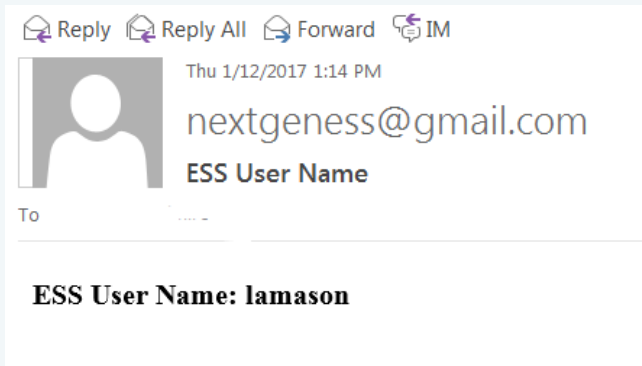 Reply Reply All Forward IM
Thu 1/12/2017 1:14 PM
nextgeness@gmail.com
ESS User Name
To
ESS User Name: lamason